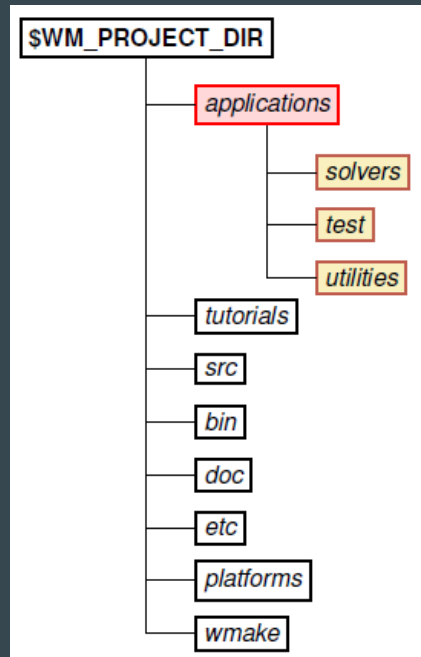 $WM_PROJECT_DIR
applications
solvers
test
utilities
tutorials
src
bin
doc
etc
platforms
wmake